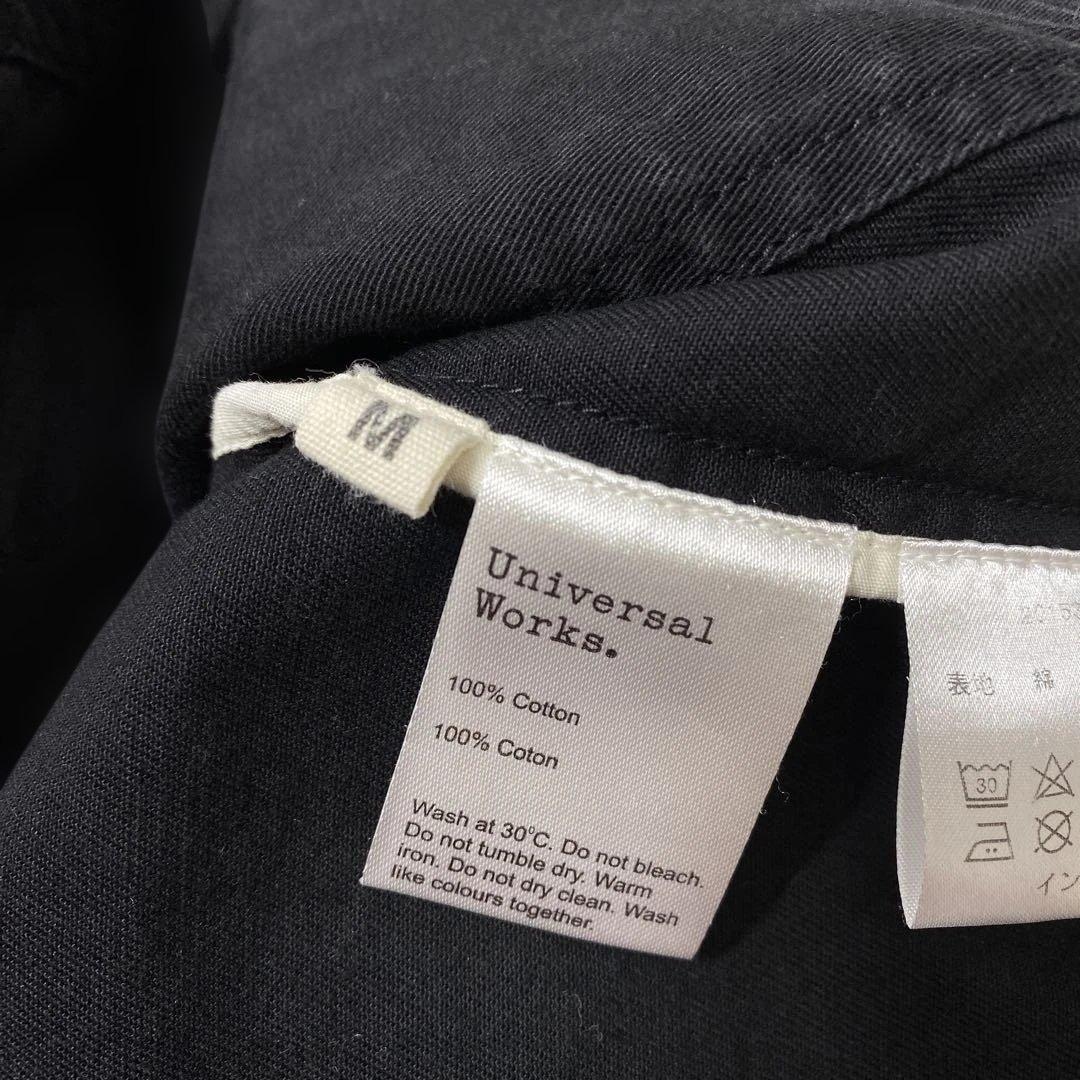 M
Universal
Works.
100% Cotton
100% Coton
Wash at 30°C. Do not bleach.
Do not tumble dry. Warm
iron. Do not dry clean. Wash
like colours together.
表地 綿
30
イン